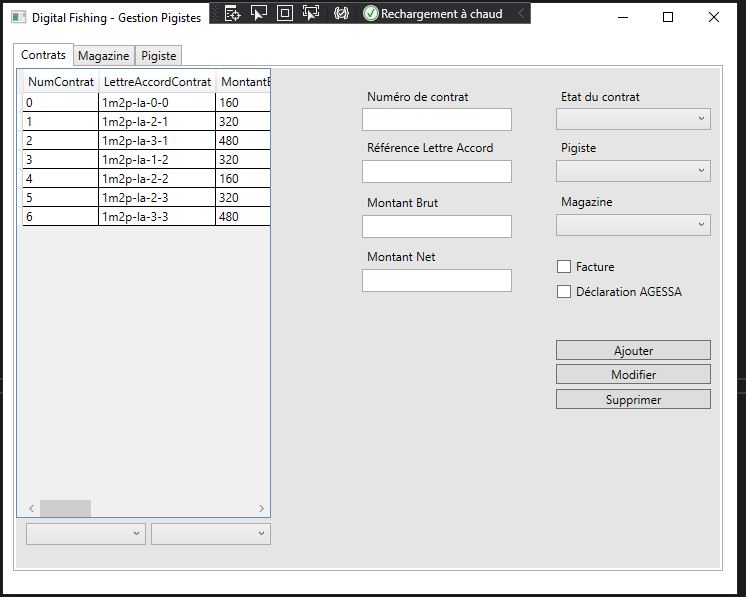 Digital Fishing - Gestion Pigistes
Rechargement à chaud
Contrats Magazine Pigiste
NumContrat LettreAccordContrat Montant
0 1m2p-la-0-0 160
1 1m2p-la-2-1 320
2 1m2p-la-3-1 480
3 1m2p-la-1-2 320
4 1m2p-la-2-2 160
5 1m2p-la-2-3 320
6 1m2p-la-3-3 480
Numéro de contrat
Référence Lettre Accord
Montant Brut
Montant Net
Etat du contrat
Pigiste
Magazine
Facture
Déclaration AGESSA
Ajouter
Modifier
Supprimer